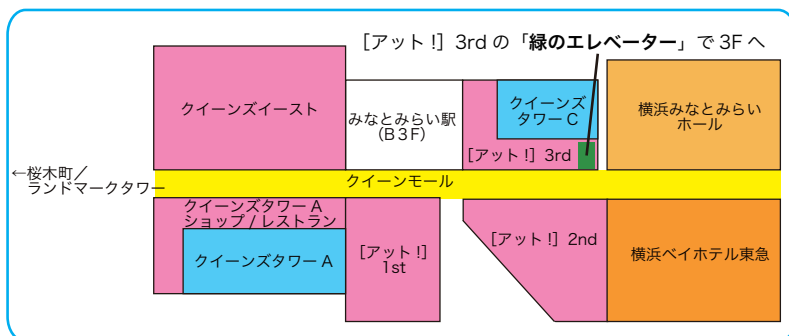 ［アット !］3rd の「緑のエレベーター」で 3F へ
クイーンズイースト
みなとみらい駅
(B 3 F)
クイーンズ
タワー C
横浜みなとみらい
ホール
［アット !］3rd
←桜木町／
ランドマークタワー
クイーンモール
クイーンズタワー A
ショップ / レストラン
クイーンズタワー A
［アット !］
1st
［アット !］2nd
横浜ベイホテル東急